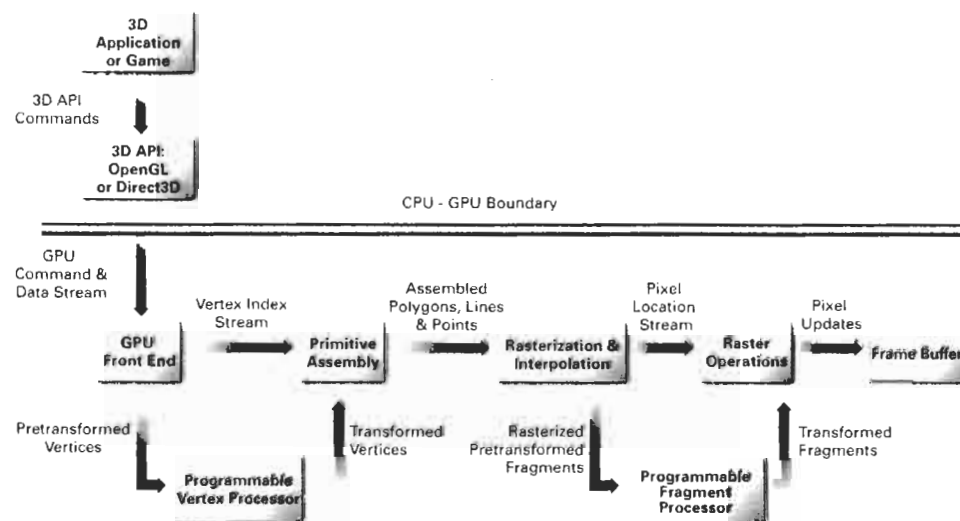 3D
Application
or Game
3D API
Commands
3D API:
OpenGL
or Direct3D
CPU - GPU Boundary
GPU
Command &
Data Stream
Vertex Index
Stream
Assembled
Polygons, Lines
& Points
Pixel
Location
Stream
Pixel
Updates
GPU
Front End
Primitive
Assembly
Rasterization &
Interpolation
Raster
Operations
Frame Buffer
Pretransformed
Vertices
Transformed
Vertices
Rasterized
Pretransformed
Fragments
Transformed
Fragments
Programmable
Vertex Processor
Programmable
Fragment
Processor